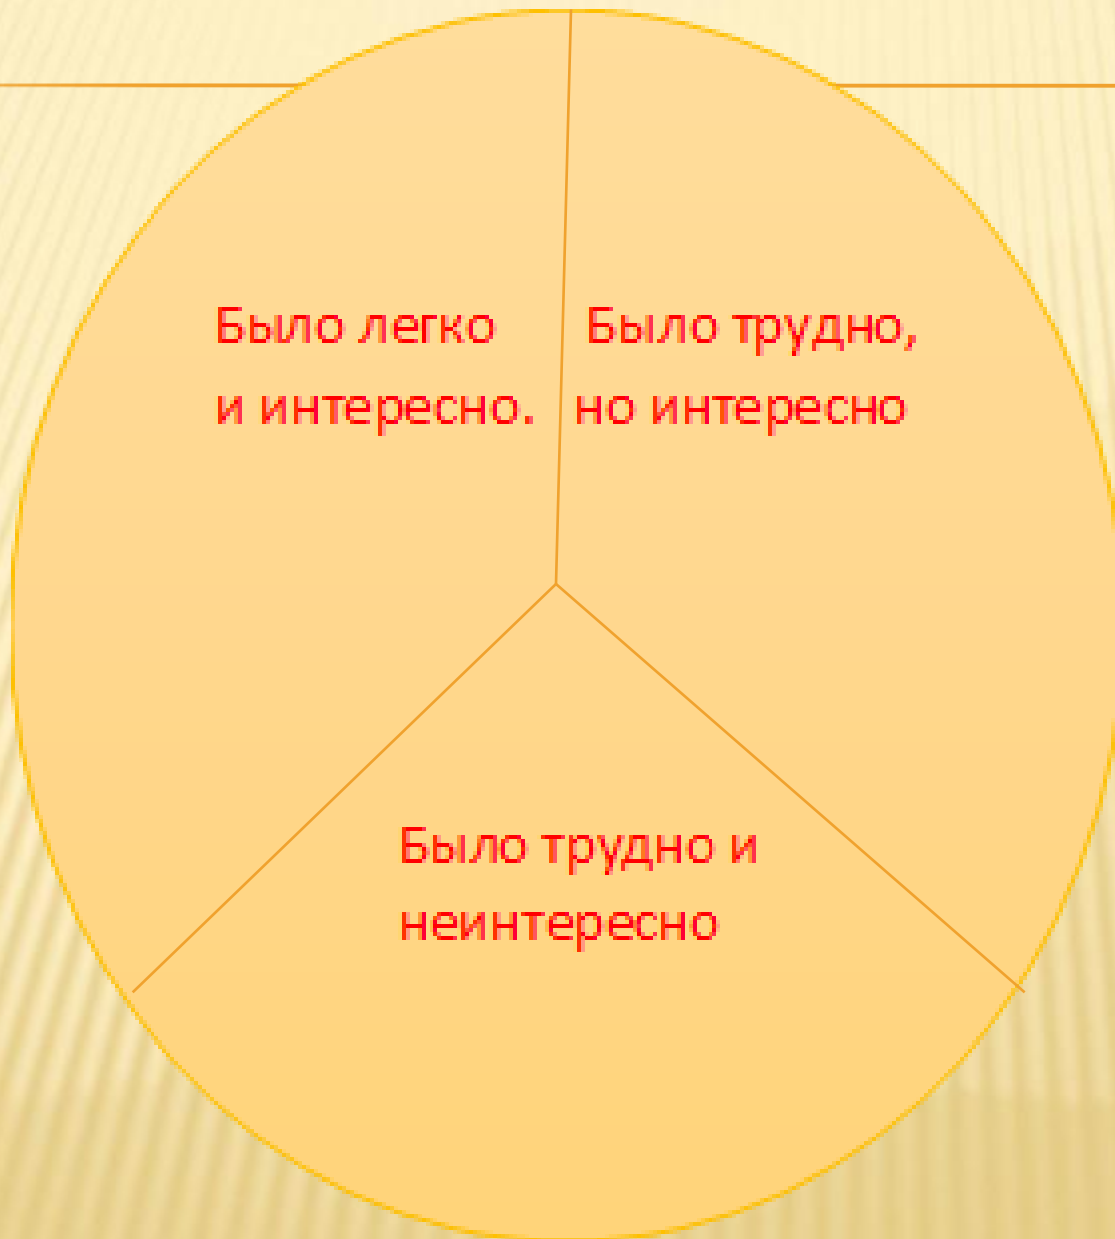 Было легко
и интересно.
Было трудно,
но интересно
Было трудно и
неинтересно